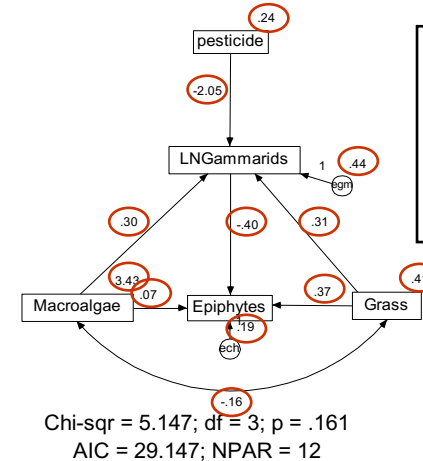 .24
pesticide
-2.05
LNGammarids
1
.44
egm
.30
-.40
.31
3.43
.07
.37
Macroalgae
Epiphytes
Grass
1
.19
ech
-.16
Chi-sqr = 5.147; df = 3; p = .161
AIC = 29.147; NPAR = 12